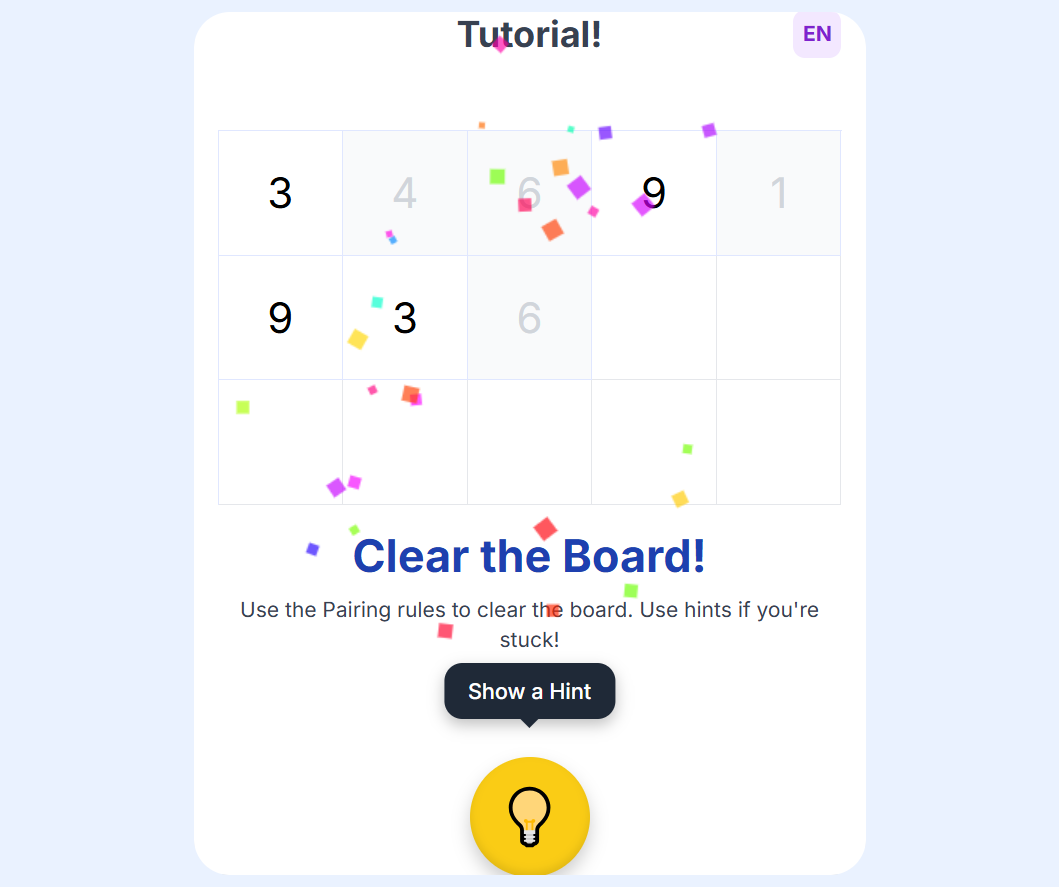 Tutorial!
EN
3 4 6 9 1
9 3 6
Clear the Board!
Use the Pairing rules to clear the board. Use hints if you're
stuck!
Show a Hint